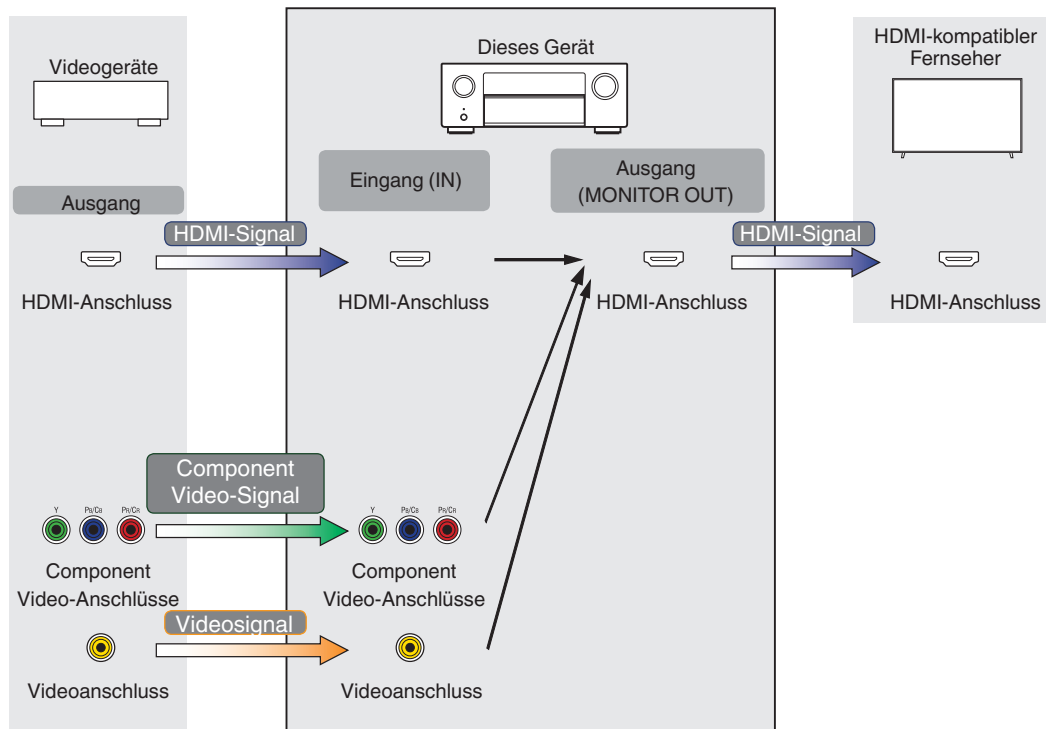 Videogeräte
Dieses Gerät
HDMI-kompatibler
Fernseher
Ausgang
Eingang (IN)
Ausgang
(MONITOR OUT)
HDMI-Signal
HDMI-Signal
HDMI-Anschluss
HDMI-Anschluss
HDMI-Anschluss
HDMI-Anschluss
Component
Video-Signal
Y
PB/CB
PR/CR
Y
PB/CB
PR/CR
Component
Video-Anschlüsse
Component
Video-Anschlüsse
Videosignal
Videoanschluss
Videoanschluss